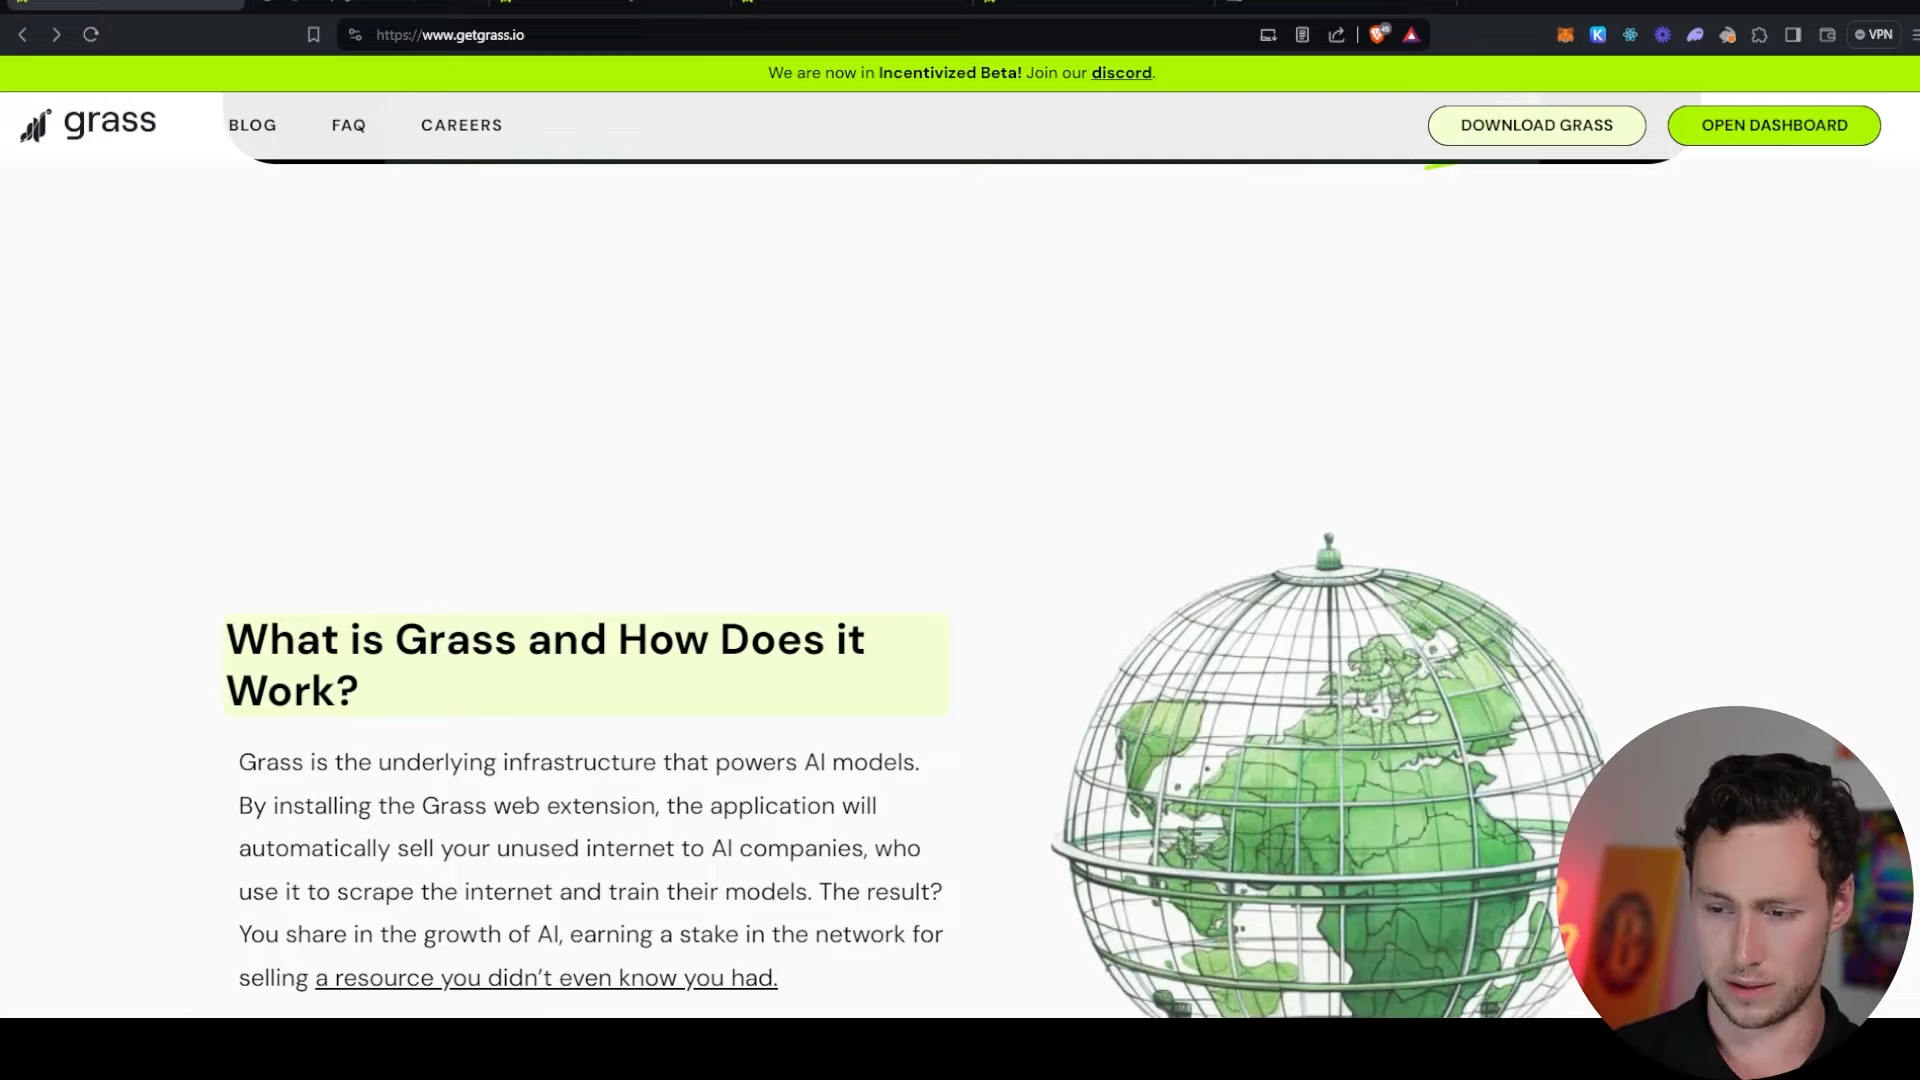 https://www.getgrass.io
VPN
We are now in Incentivized Beta! Join our discord.
grass
BLOG
FAQ
CAREERS
DOWNLOAD GRASS
OPEN DASHBOARD
What is Grass and How Does it
Work?
Grass is the underlying infrastructure that powers AI models.
By installing the Grass web extension, the application will
automatically sell your unused internet to AI companies, who
use it to scrape the internet and train their models. The result?
You share in the growth of AI, earning a stake in the network for
selling a resource you didn’t even know you had.